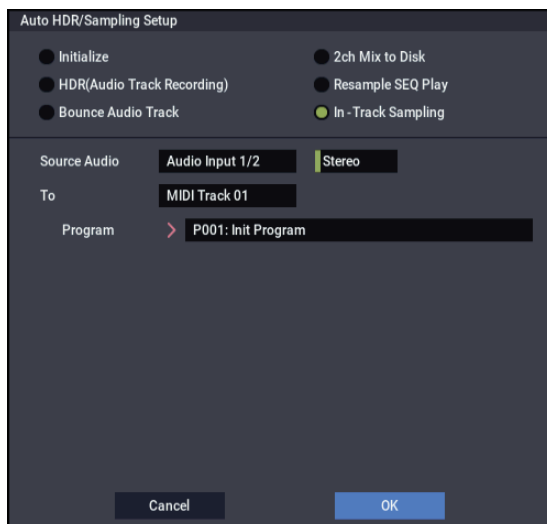 Auto HDR/Sampling Setup
Initialize
2ch Mix to Disk
HDR(Audio Track Recording)
Resample SEQ Play
Bounce Audio Track
In-Track Sampling
Source Audio Audio Input 1/2 Stereo
To MIDI Track 01
Program P001: Init Program
Cancel OK